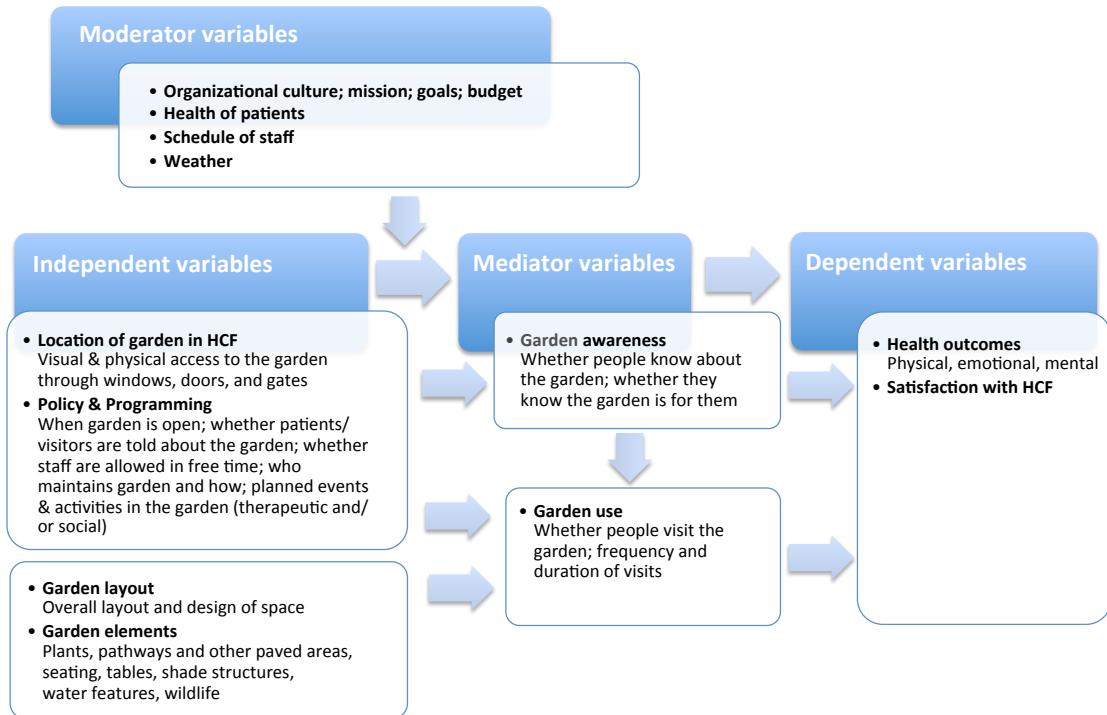 Moderator variables
• Organizational culture; mission; goals; budget
• Health of patients
• Schedule of staff
• Weather
Independent variables
• Location of garden in HCF
Visual & physical access to the garden
through windows, doors, and gates
• Policy & Programming
When garden is open; whether patients/
visitors are told about the garden; whether
staff are allowed in free time; who
maintains garden and how; planned events
& activities in the garden (therapeutic and/
or social)
• Garden layout
Overall layout and design of space
• Garden elements
Plants, pathways and other paved areas,
seating, tables, shade structures,
water features, wildlife
Mediator variables
• Garden awareness
Whether people know about
the garden; whether they
know the garden is for them
• Garden use
Whether people visit the
garden; frequency and
duration of visits
Dependent variables
• Health outcomes
Physical, emotional, mental
• Satisfaction with HCF